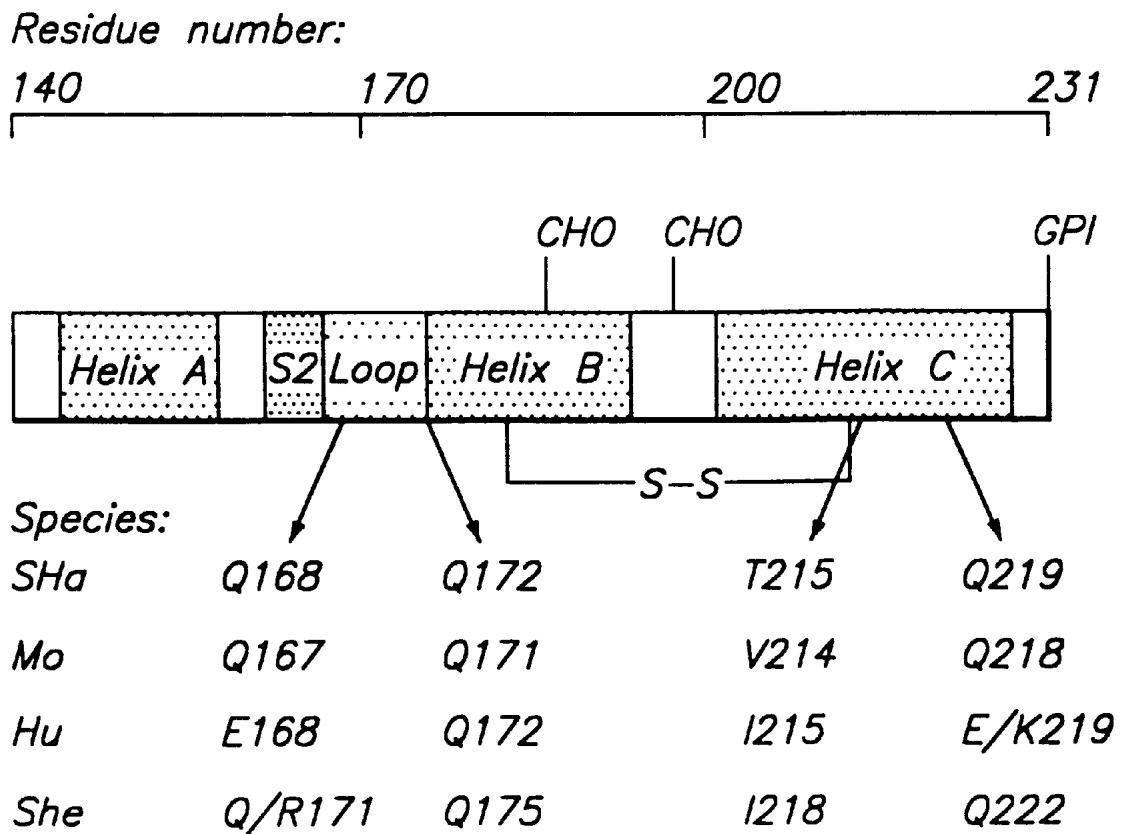 Residue number:
140 170 200 231
CHO CHO GPI
Helix A S2 Loop Helix B Helix C
S-S
Species:
SHa Q168 Q172 T215 Q219
Mo Q167 Q171 V214 Q218
Hu E168 Q172 I215 E/K219
She Q/R171 Q175 I218 Q222